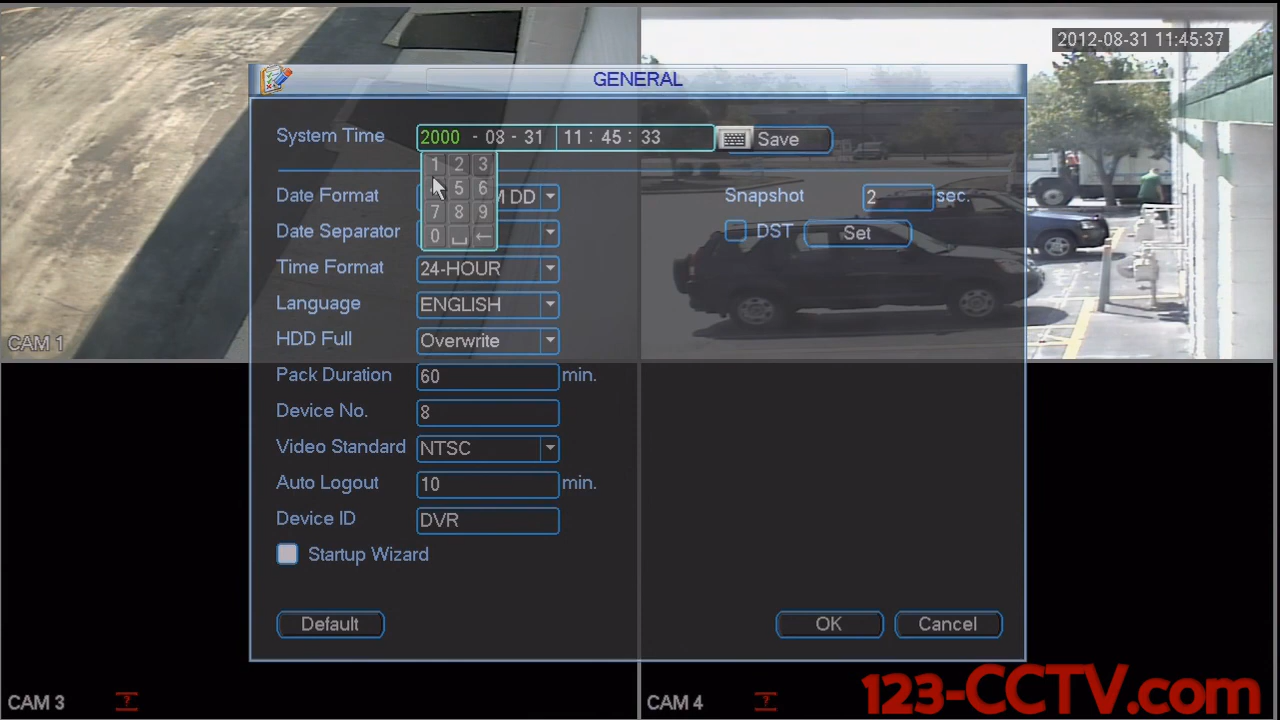 2012-08-31 11:45:37
GENERAL
System Time 2000 - 08 - 31 11 : 45 : 33 Save
1 2 3
5 6
7 8 9
0
Date Format M DD Snapshot 2 sec.
Date Separator DST Set
Time Format 24-HOUR
Language ENGLISH
HDD Full Overwrite
Pack Duration 60 min.
Device No. 8
Video Standard NTSC
Auto Logout 10 min.
Device ID DVR
Startup Wizard
Default OK Cancel
CAM 1
CAM 3 ?
CAM 4 ?
123-CCTV.com